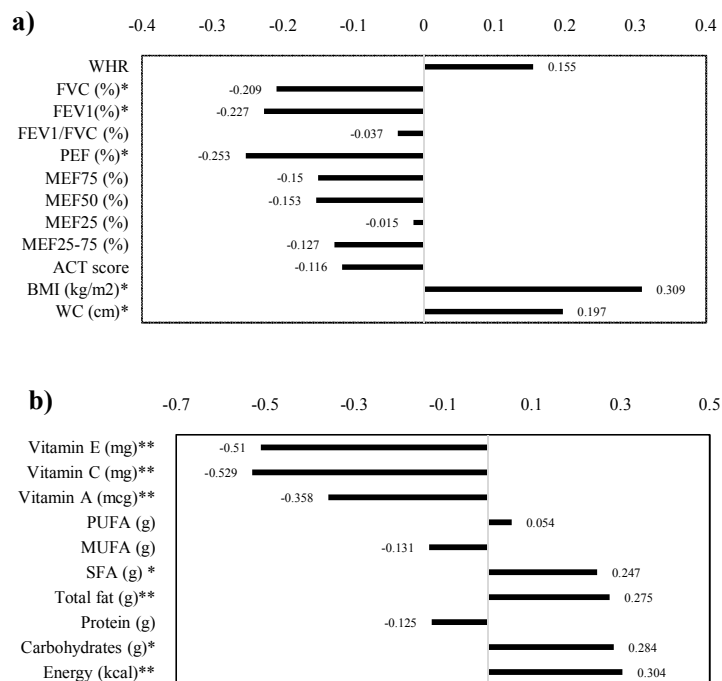 a)
-0.4 -0.3 -0.2 -0.1 0 0.1 0.2 0.3 0.4
WHR 0.155
FVC (%)* -0.209
FEV1(%)* -0.227
FEV1/FVC (%) -0.037
PEF (%)* -0.253
MEF75 (%) -0.15
MEF50 (%) -0.153
MEF25 (%) -0.015
MEF25-75 (%) -0.127
ACT score -0.116
BMI (kg/m2)* 0.309
WC (cm)* 0.197
b)
-0.7 -0.5 -0.3 -0.1 0.1 0.3 0.5
Vitamin E (mg)** -0.51
Vitamin C (mg)** -0.529
Vitamin A (mcg)** -0.358
PUFA (g) 0.054
MUFA (g) -0.131
SFA (g) * 0.247
Total fat (g)** 0.275
Protein (g) -0.125
Carbohydrates (g)* 0.284
Energy (kcal)** 0.304